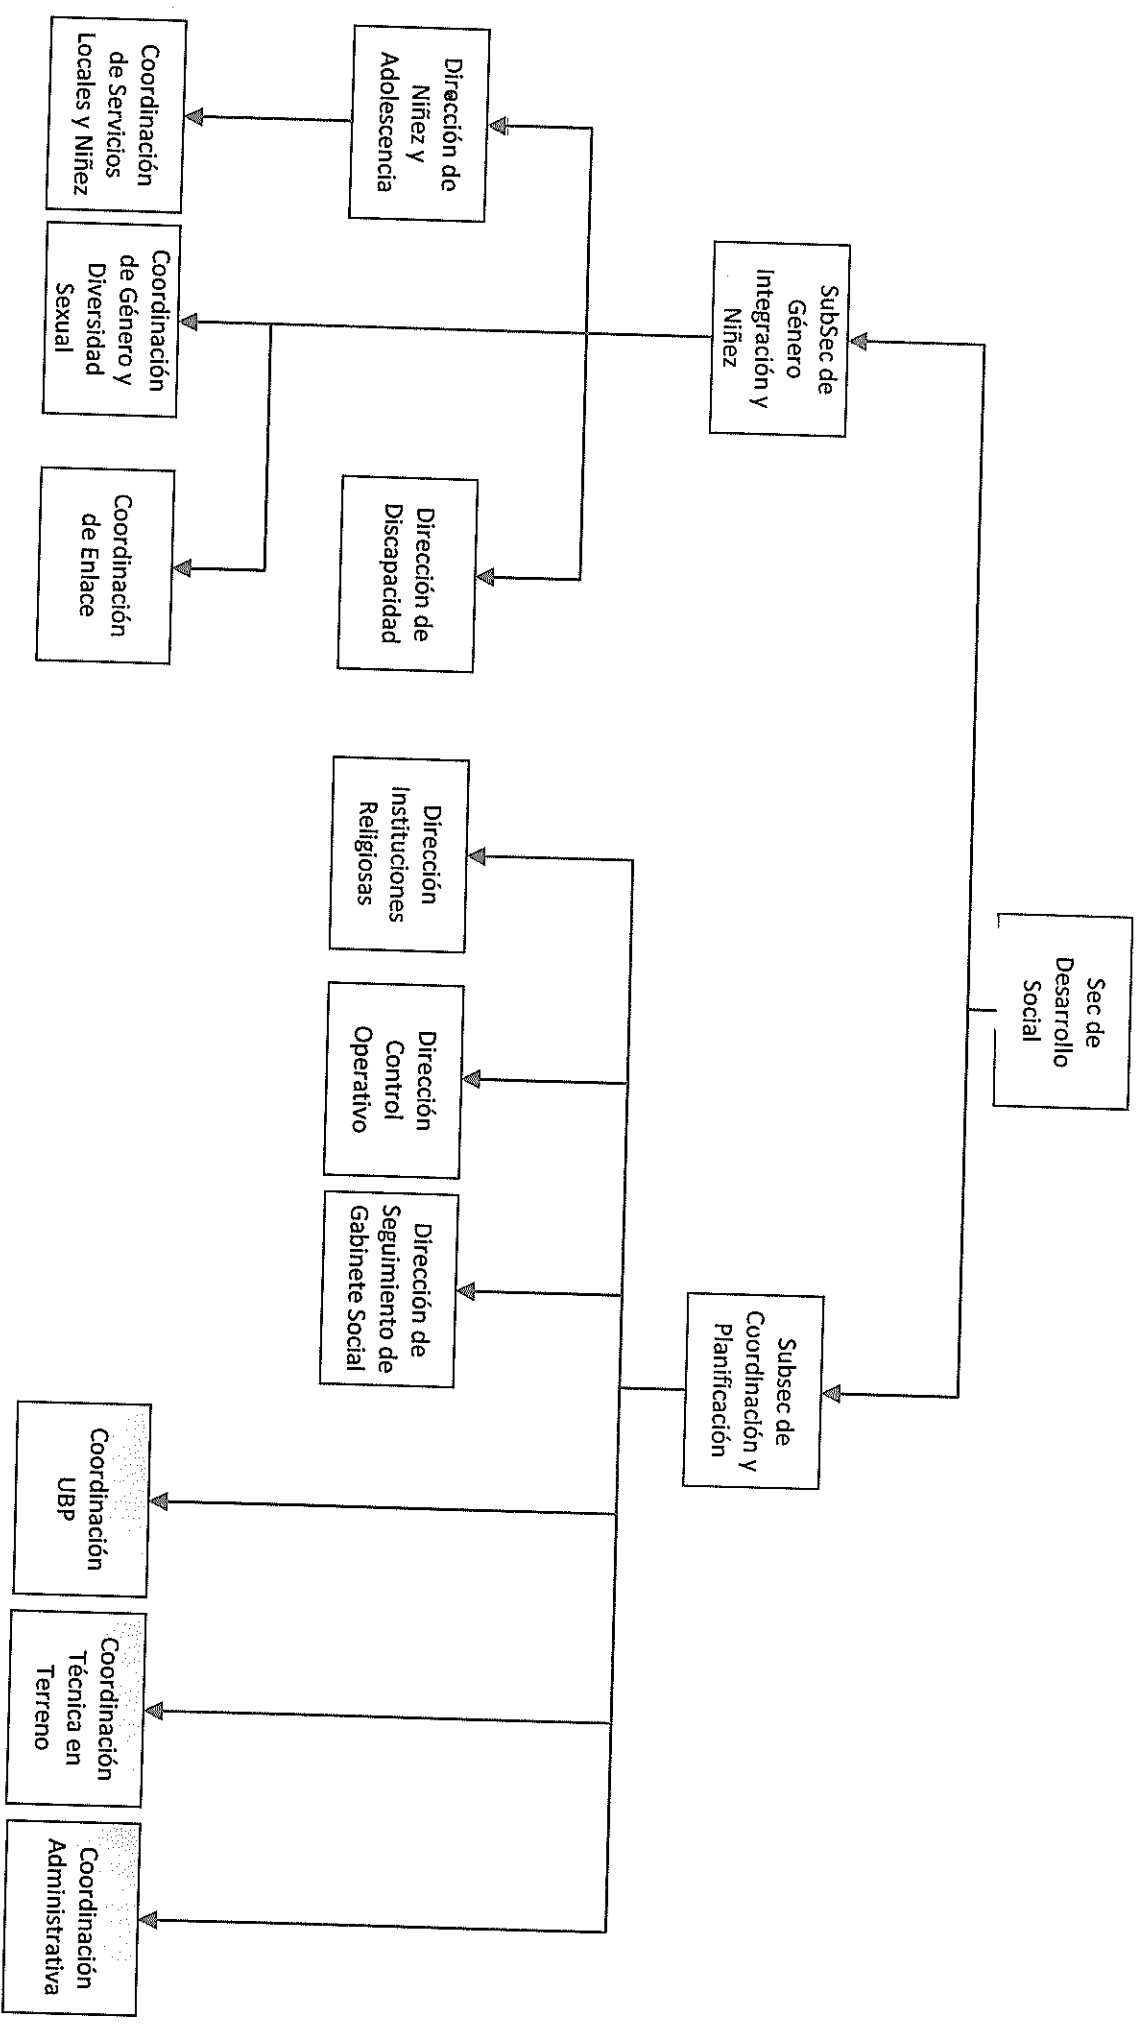 Sec de
Desarrollo
Social
SubSec de
Género
Integración y
Niñez
Subsec de
Coordinación y
Planificación
Dirección de
Niñez y
Adolescencia
Dirección de
Discapacidad
Dirección
Instituciones
Religiosas
Dirección
Control
Operativo
Dirección de
Seguimiento de
Gabinete Social
Coordinación
de Servicios
Locales y Niñez
Coordinación
de Género y
Diversidad
Sexual
Coordinación
de Enlace
Coordinación
UBP
Coordinación
Técnica en
Terreno
Coordinación
Administrativa